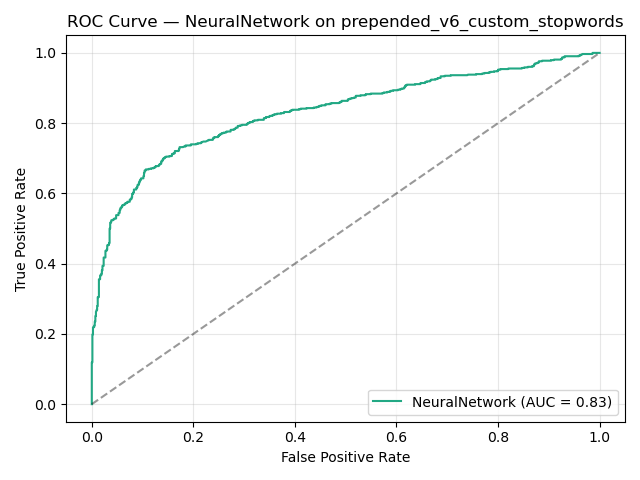 ROC Curve — NeuralNetwork on prepended_v6_custom_stopwords
True Positive Rate
1.0
0.8
0.6
0.4
0.2
0.0
0.0 0.2 0.4 0.6 0.8 1.0
False Positive Rate
NeuralNetwork (AUC = 0.83)